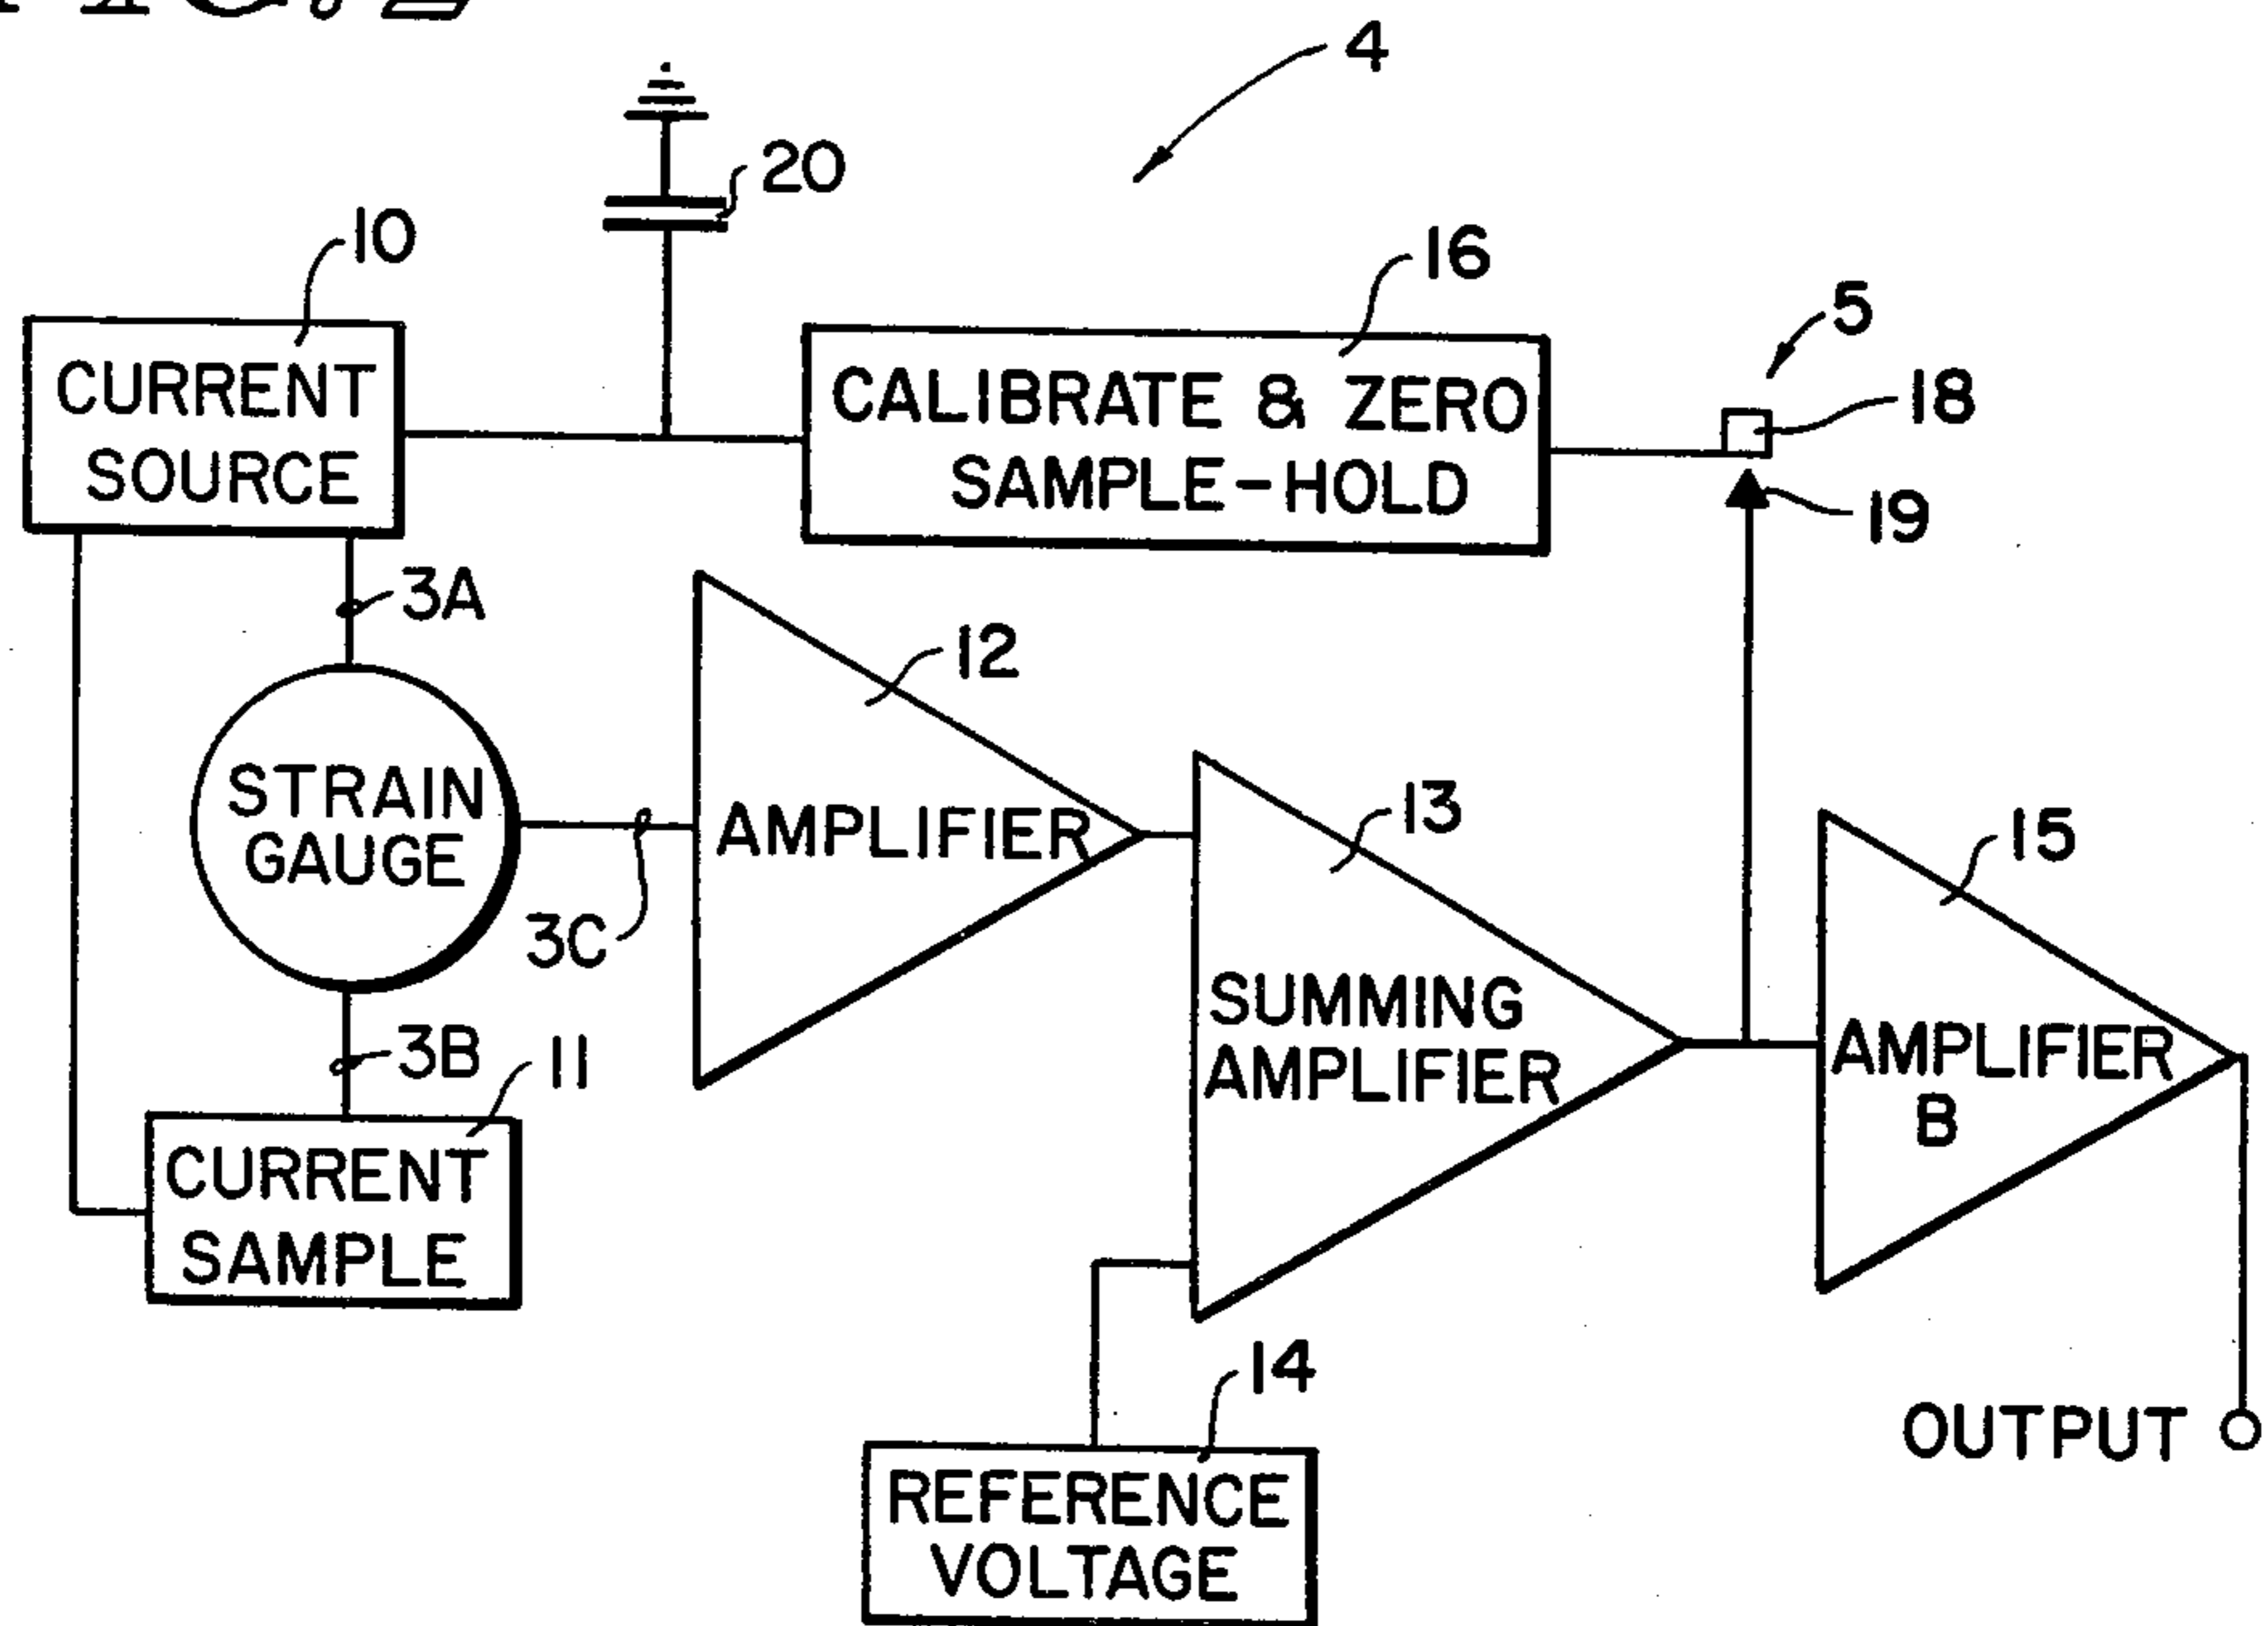 4
20
10
16
5
CURRENT
SOURCE
CALIBRATE & ZERO
SAMPLE-HOLD
18
19
3A
12
STRAIN
GAUGE
AMPLIFIER
13
15
3C
SUMMING
AMPLIFIER
AMPLIFIER
B
3B
11
CURRENT
SAMPLE
14
REFERENCE
VOLTAGE
OUTPUT